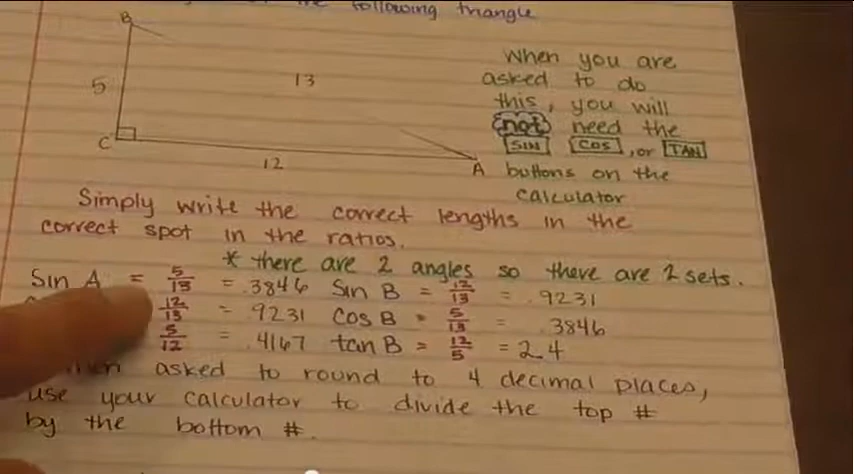 the following triangle
B
5
13
C
12
A
When you are
asked to do
this, you will
not need the
SIN COS, or TAN
buttons on the
calculator
Simply write the correct lengths in the
correct spot in the ratios.
* there are 2 angles so there are 2 sets.
Sin A = 5/13 = .3846 Sin B = 12/13 = .9231
12/13 = .9231 COS B = 5/13 = .3846
5/12 = .4167 tan B = 12/5 = 2.4
asked to round to 4 decimal places,
use your calculator to divide the top #
by the bottom #.